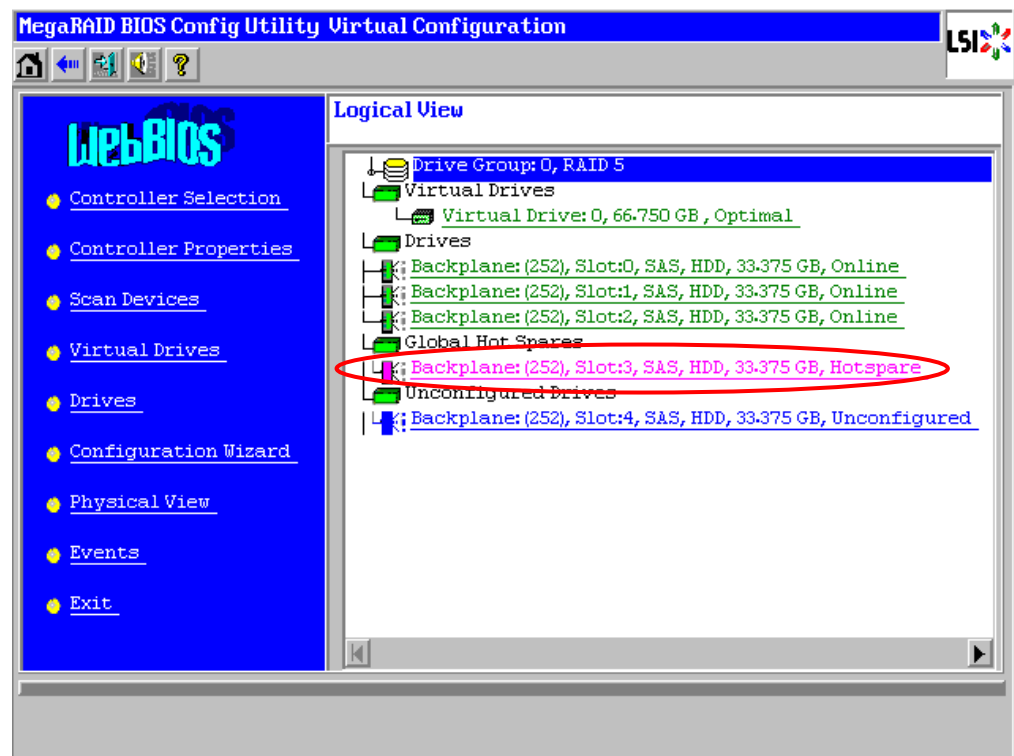 MegaRAID BIOS Config Utility Virtual Configuration
LSI
WebBIOS
Controller Selection
Controller Properties
Scan Devices
Virtual Drives
Drives
Configuration Wizard
Physical View
Events
Exit
Logical View
Drive Group: 0, RAID 5
Virtual Drives
Virtual Drive: 0, 66.750 GB , Optimal
Drives
Backplane: (252), Slot:0, SAS, HDD, 33.375 GB, Online
Backplane: (252), Slot:1, SAS, HDD, 33.375 GB, Online
Backplane: (252), Slot:2, SAS, HDD, 33.375 GB, Online
Global Hot Spares
Backplane: (252), Slot:3, SAS, HDD, 33.375 GB, Hotspare
Unconfigured Drives
Backplane: (252), Slot:4, SAS, HDD, 33.375 GB, Unconfigured